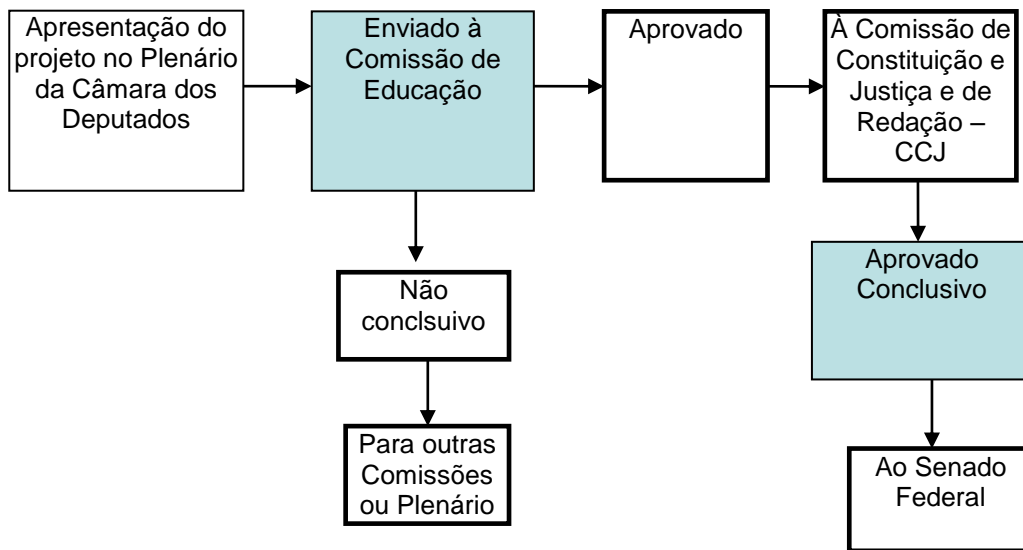 Apresentação do
projeto no Plenário
da Câmara dos
Deputados
Enviado à
Comissão de
Educação
Aprovado
À Comissão de
Constituição e
Justiça e de
Redação –
CCJ
Não
conclsuivo
Aprovado
Conclusivo
Para outras
Comissões
ou Plenário
Ao Senado
Federal